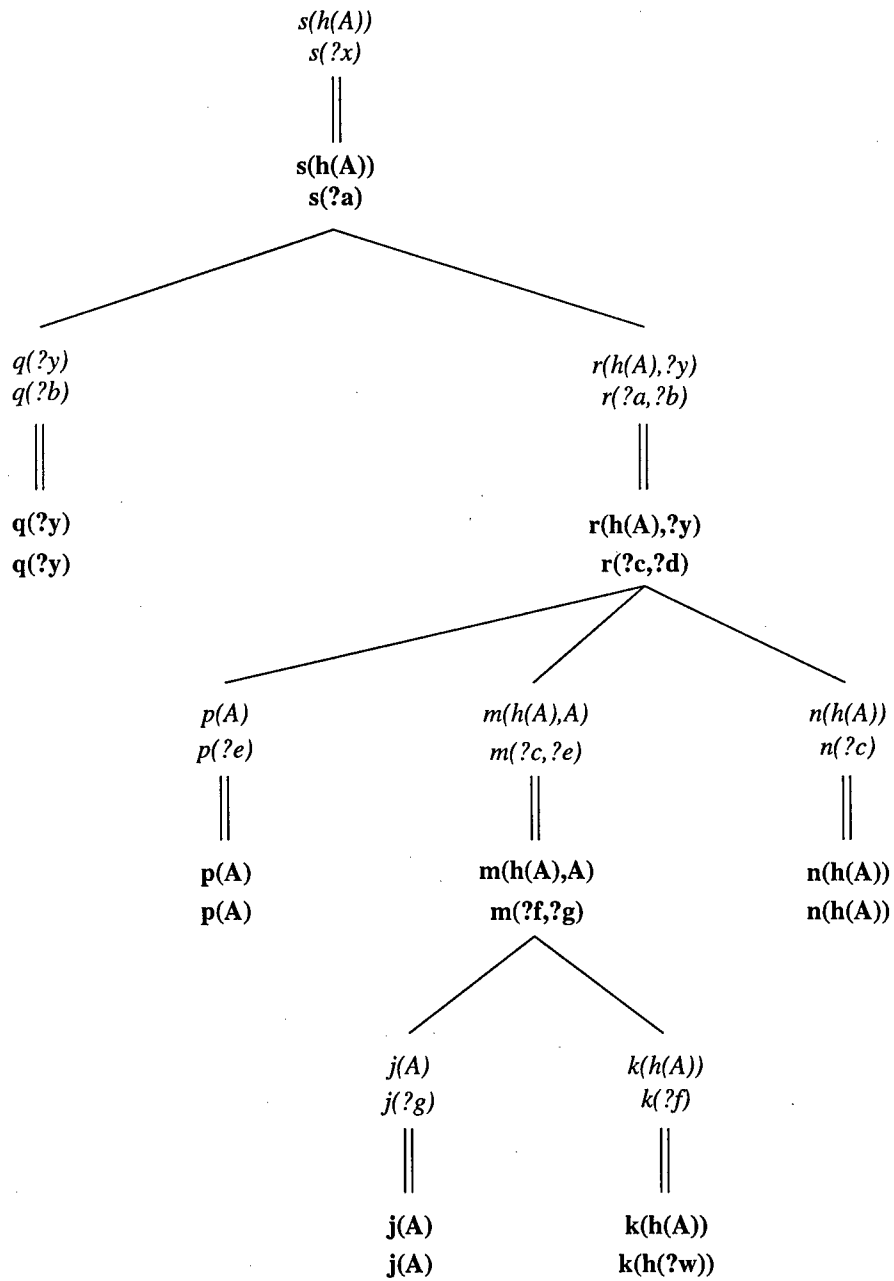 s(h(A))
s(?x)
s(h(A))
s(?a)
q(?y)
q(?b)
r(h(A),?y)
r(?a,?b)
q(?y)
q(?y)
r(h(A),?y)
r(?c,?d)
p(A)
p(?e)
m(h(A),A)
m(?c,?e)
n(h(A))
n(?c)
p(A)
p(A)
m(h(A),A)
m(?f,?g)
n(h(A))
n(h(A))
j(A)
j(?g)
k(h(A))
k(?f)
j(A)
j(A)
k(h(A))
k(h(?w))